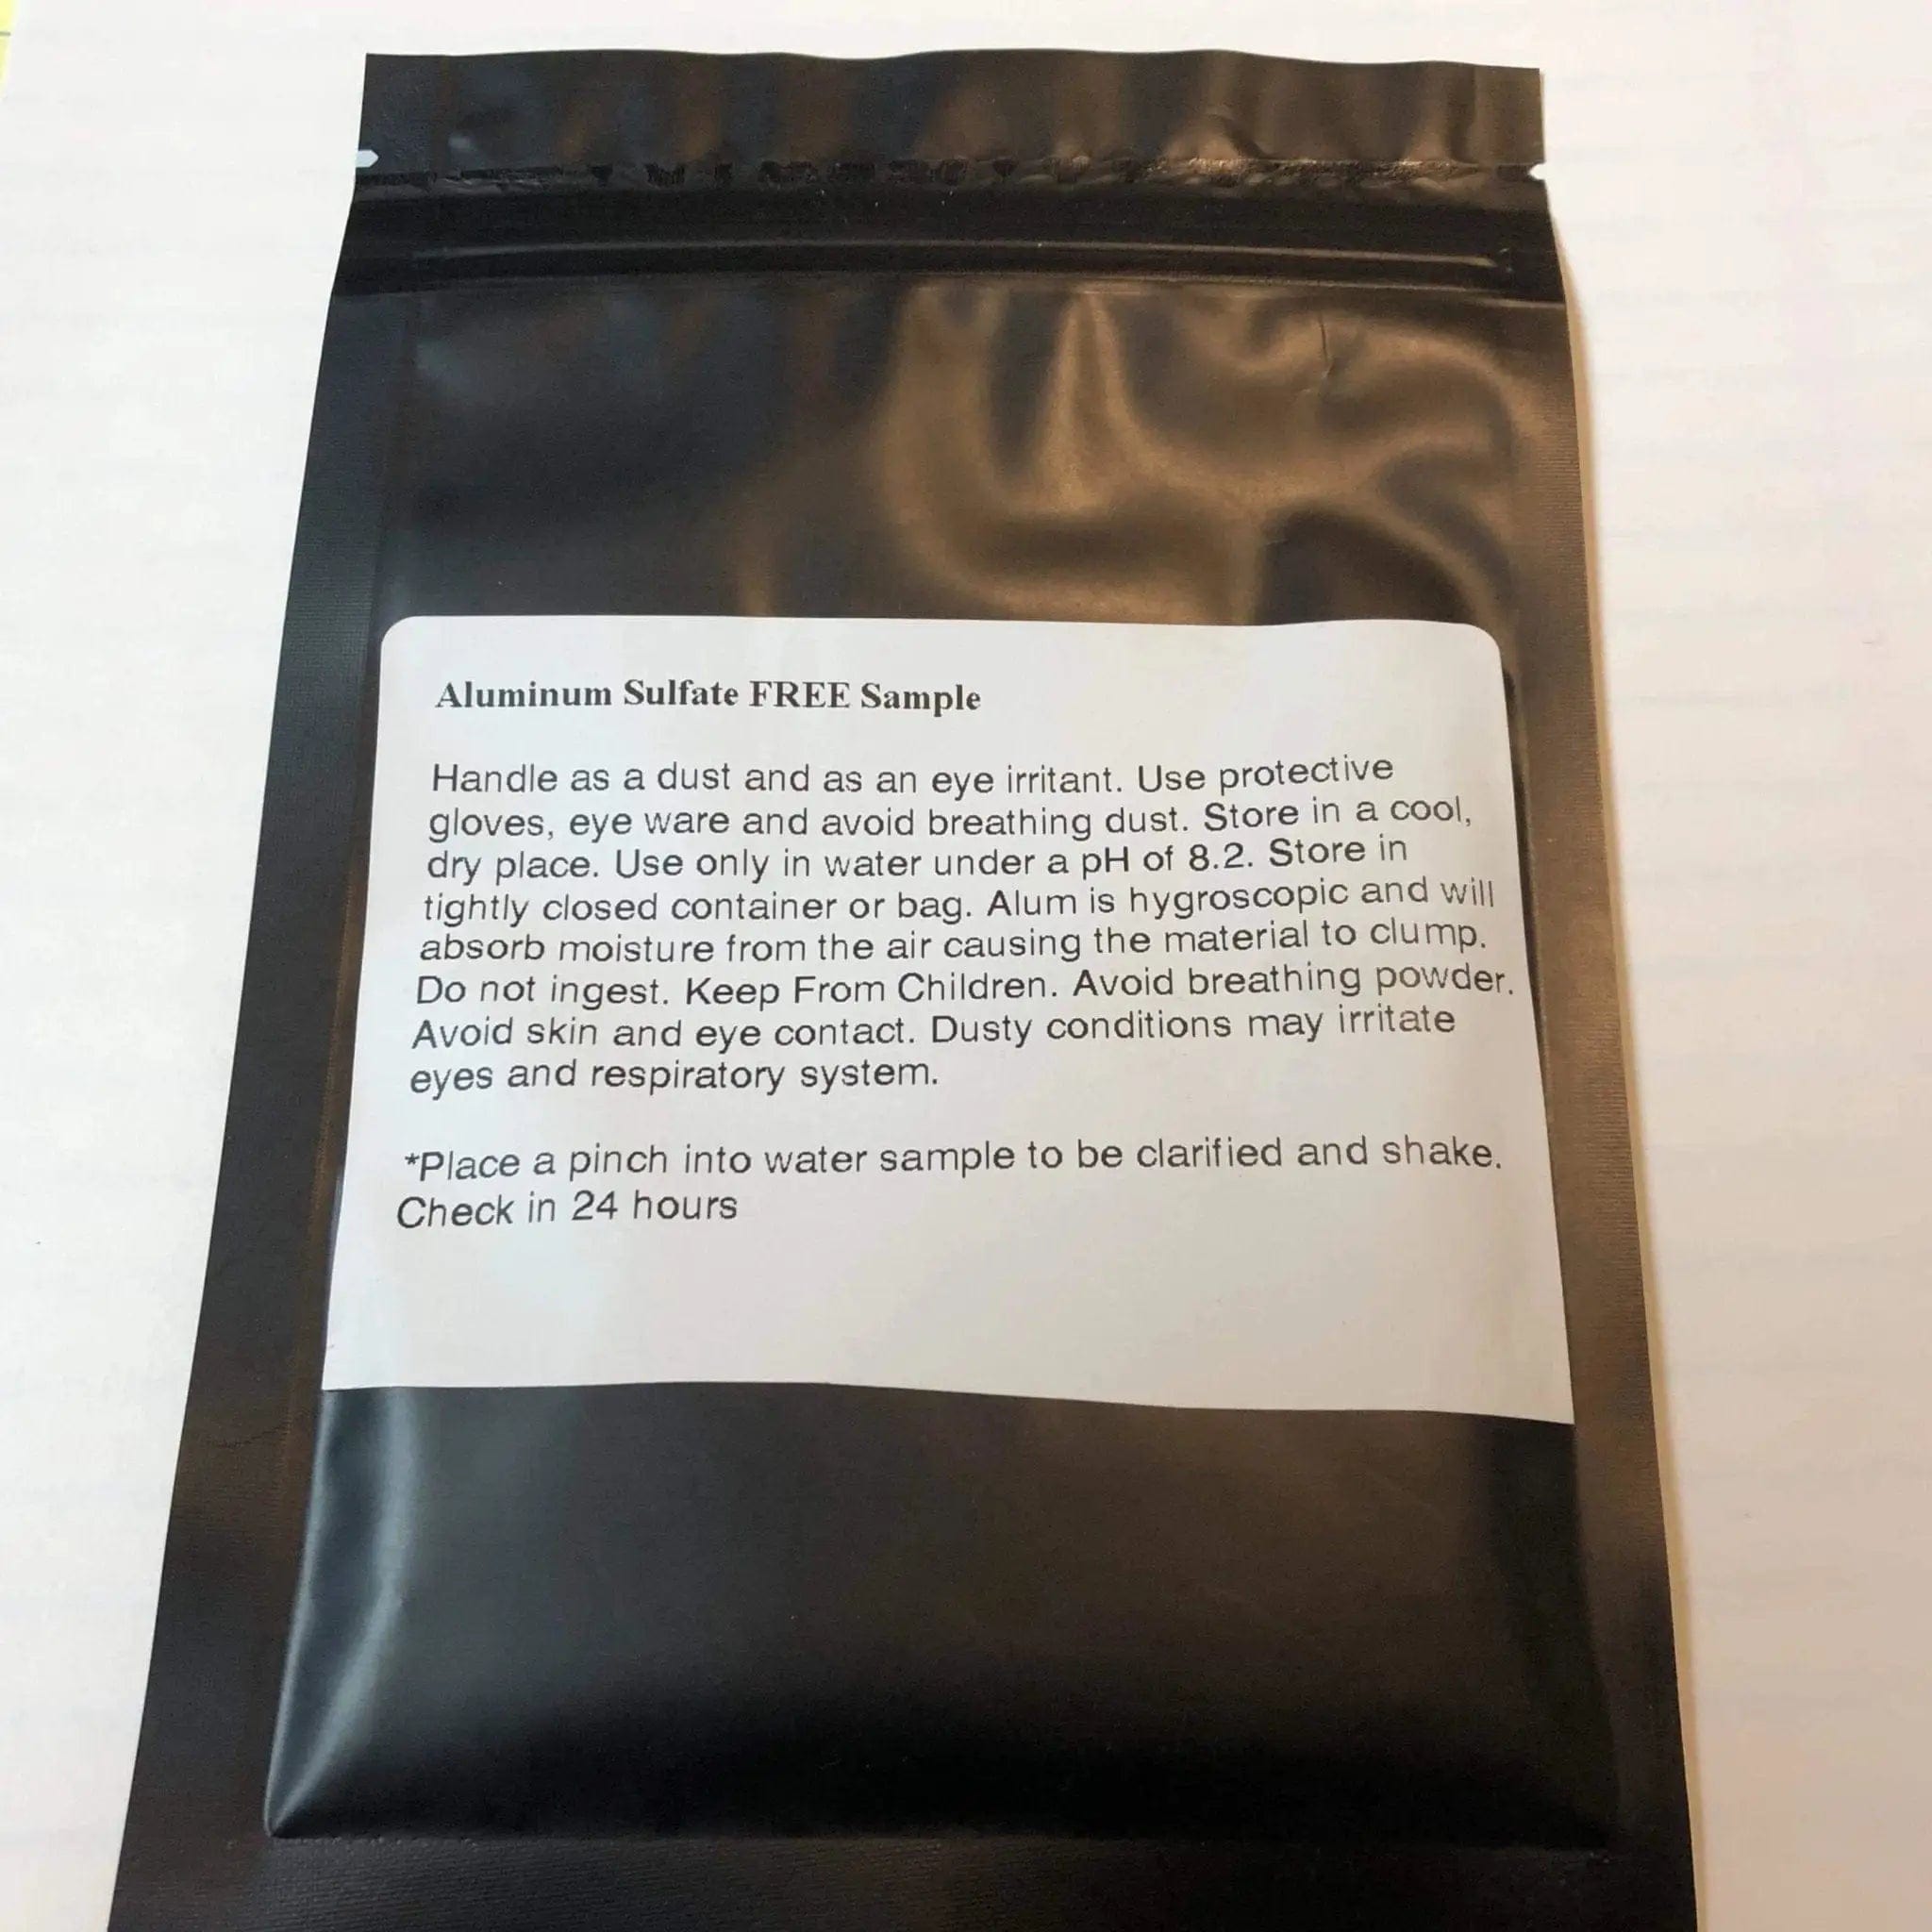 Aluminum Sulfate FREE Sample
Handle as a dust and as an eye irritant. Use protective
gloves, eye ware and avoid breathing dust. Store in a cool,
dry place. Use only in water under a pH of 8.2. Store in
tightly closed container or bag. Alum is hygroscopic and will
absorb moisture from the air causing the material to clump.
Do not ingest. Keep From Children. Avoid breathing powder.
Avoid skin and eye contact. Dusty conditions may irritate
eyes and respiratory system.
*Place a pinch into water sample to be clarified and shake.
Check in 24 hours